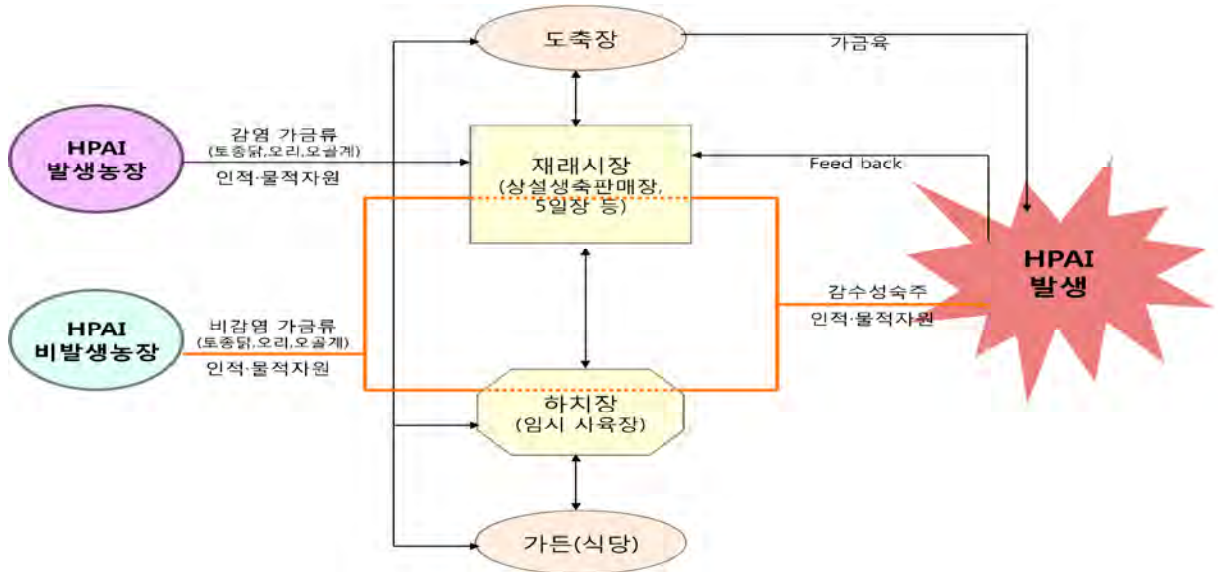 도축장
가금육
HPAI
발생농장
감염 가금류
(토종닭,오리,오골계)
인적·물적자원
재래시장
(상설생축판매장,
5일장 등)
Feed back
HPAI
발생
HPAI
비발생농장
비감염 가금류
(토종닭,오리,오골계)
인적·물적자원
감수성숙주
인적·물적자원
하치장
(임시 사육장)
가든(식당)